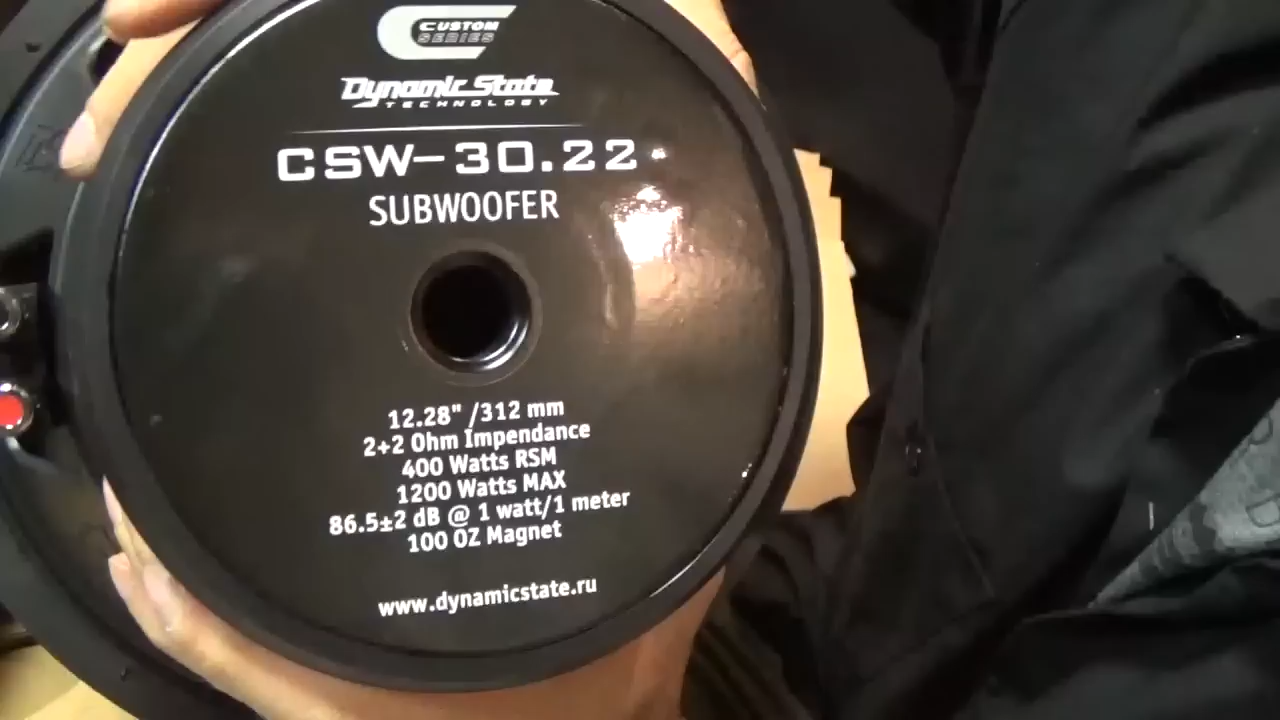 CUSTOM
SERIES
Dynamic State
TECHNOLOGY
CSW-30.22
SUBWOOFER
12.28" /312 mm
2+2 Ohm Impendance
400 Watts RSM
1200 Watts MAX
86.5±2 dB @ 1 watt/1 meter
100 OZ Magnet
www.dynamicstate.ru